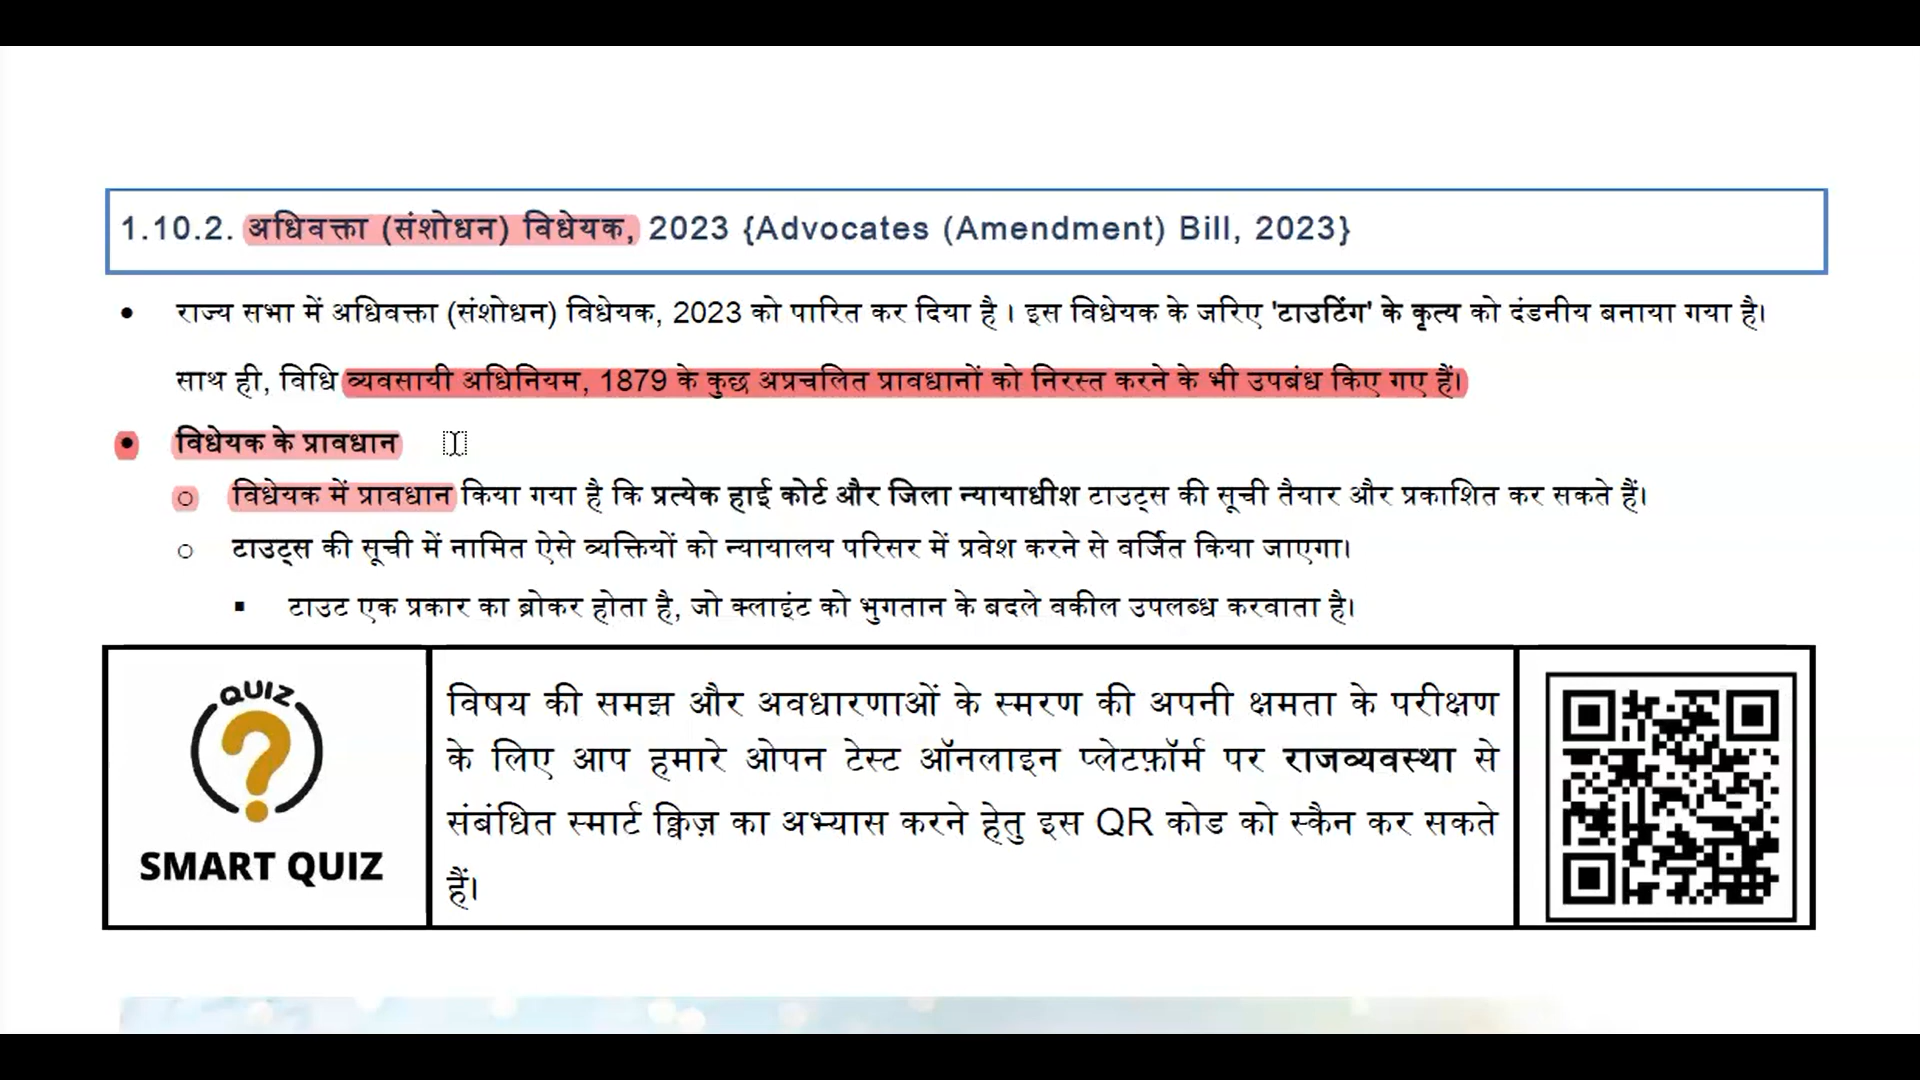 1.10.2. अधिवक्ता (संशोधन) विधेयक, 2023 {Advocates (Amendment) Bill, 2023}
• राज्य सभा में अधिवक्ता (संशोधन) विधेयक, 2023 को पारित कर दिया है। इस विधेयक के जरिए 'टाउटिंग' के कृत्य को दंडनीय बनाया गया है।
साथ ही, विधि व्यवसायी अधिनियम, 1879 के कुछ अप्रचलित प्रावधानों को निरस्त करने के भी उपबंध किए गए हैं।
• विधेयक के प्रावधान
○ विधेयक में प्रावधान किया गया है कि प्रत्येक हाई कोर्ट और जिला न्यायाधीश टाउट्स की सूची तैयार और प्रकाशित कर सकते हैं।
○ टाउट्स की सूची में नामित ऐसे व्यक्तियों को न्यायालय परिसर में प्रवेश करने से वर्जित किया जाएगा।
▪ टाउट एक प्रकार का ब्रोकर होता है, जो क्लाइंट को भुगतान के बदले वकील उपलब्ध करवाता है।
QUIZ
SMART QUIZ
विषय की समझ और अवधारणाओं के स्मरण की अपनी क्षमता के परीक्षण
के लिए आप हमारे ओपन टेस्ट ऑनलाइन प्लेटफ़ॉर्म पर राजव्यवस्था से
संबंधित स्मार्ट क्विज़ का अभ्यास करने हेतु इस QR कोड को स्कैन कर सकते
हैं।